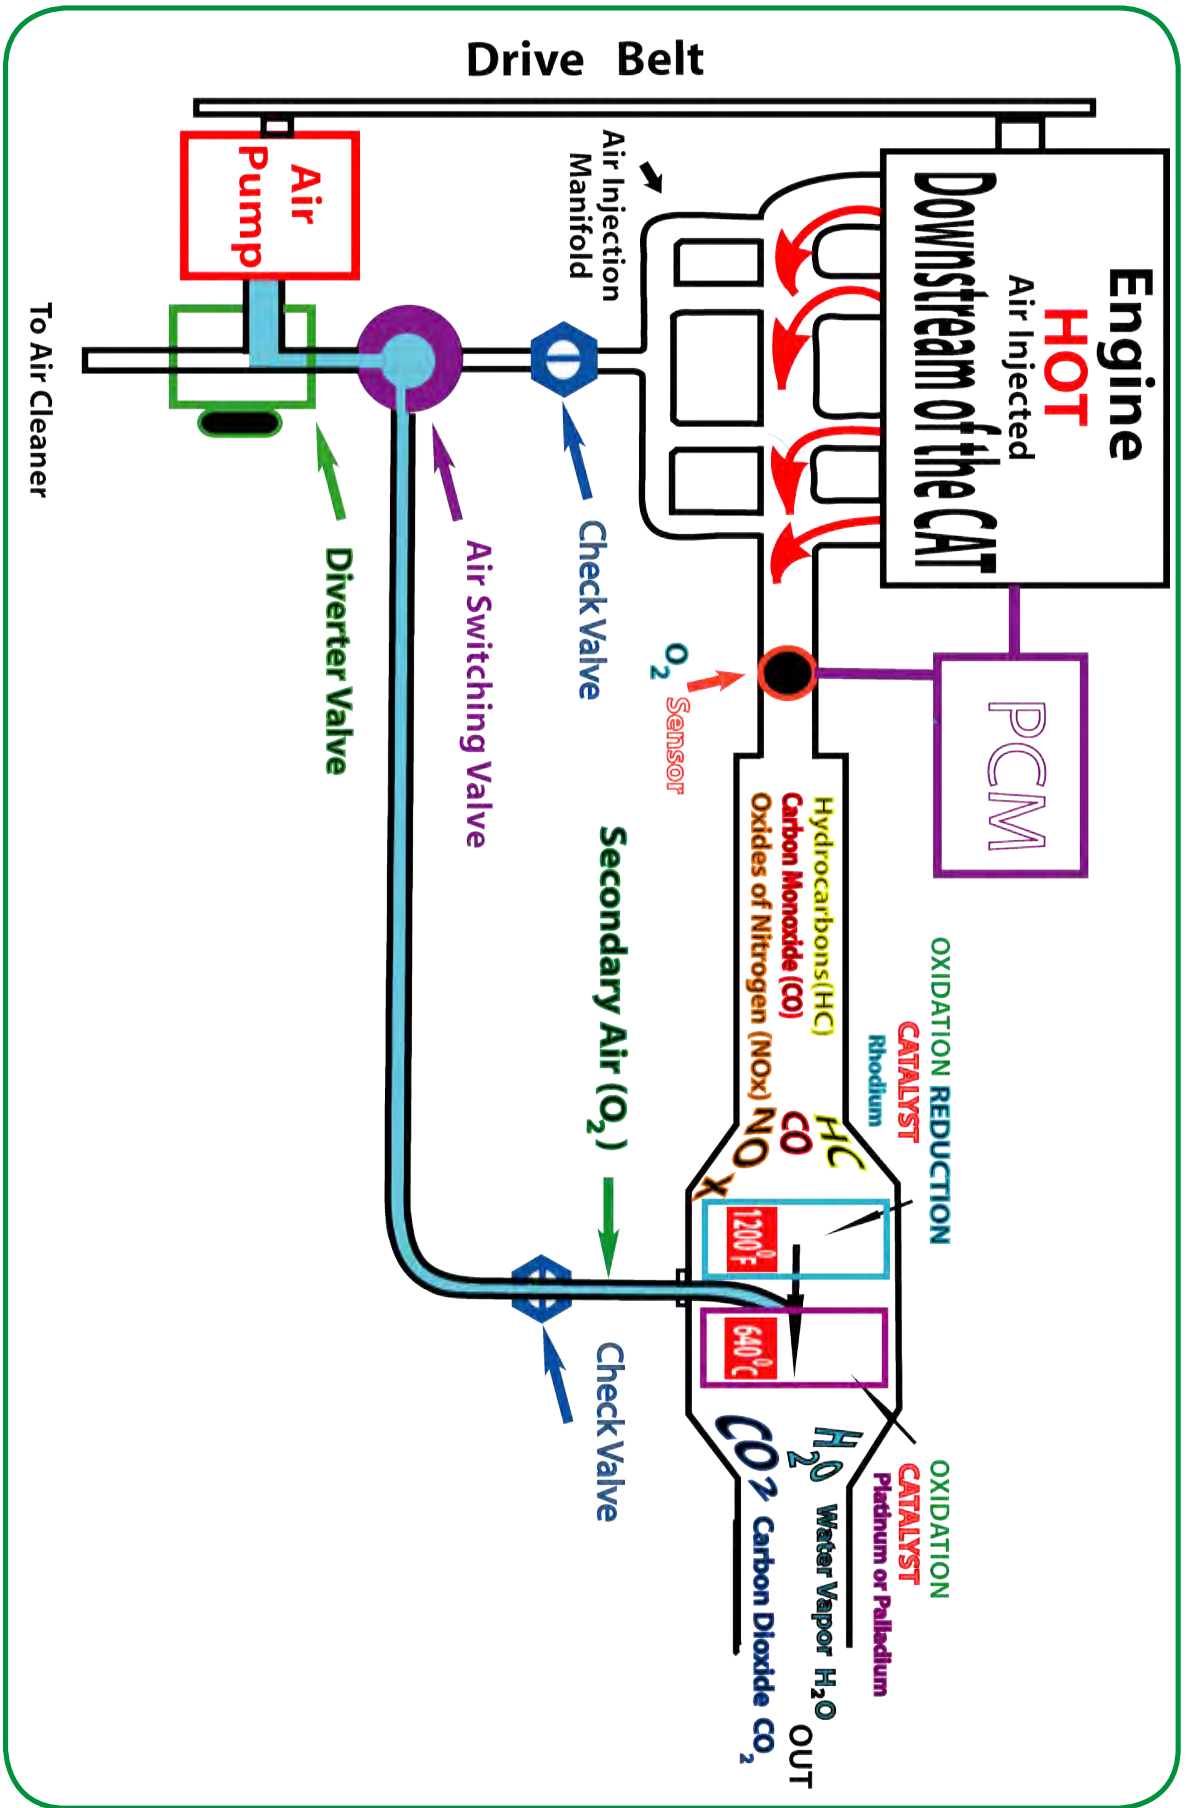 Drive Belt
Engine
HOT
Air Injected
Downstream of the CAT
Air
Pump
Air Injection
Manifold
To Air Cleaner
Diverter Valve
Air Switching Valve
Check Valve
O2 Sensor
PCM
Hydrocarbons(HC)
Carbon Monoxide (CO)
Oxides of Nitrogen (NOx)
HC
CO
NOX
OXIDATION REDUCTION
CATALYST
Rhodium
1200⁰F
640⁰C
Secondary Air (O2)
Check Valve
OXIDATION
CATALYST
Platinum or Palladium
H2O Water Vapor H2O
CO2 Carbon Dioxide CO2
OUT